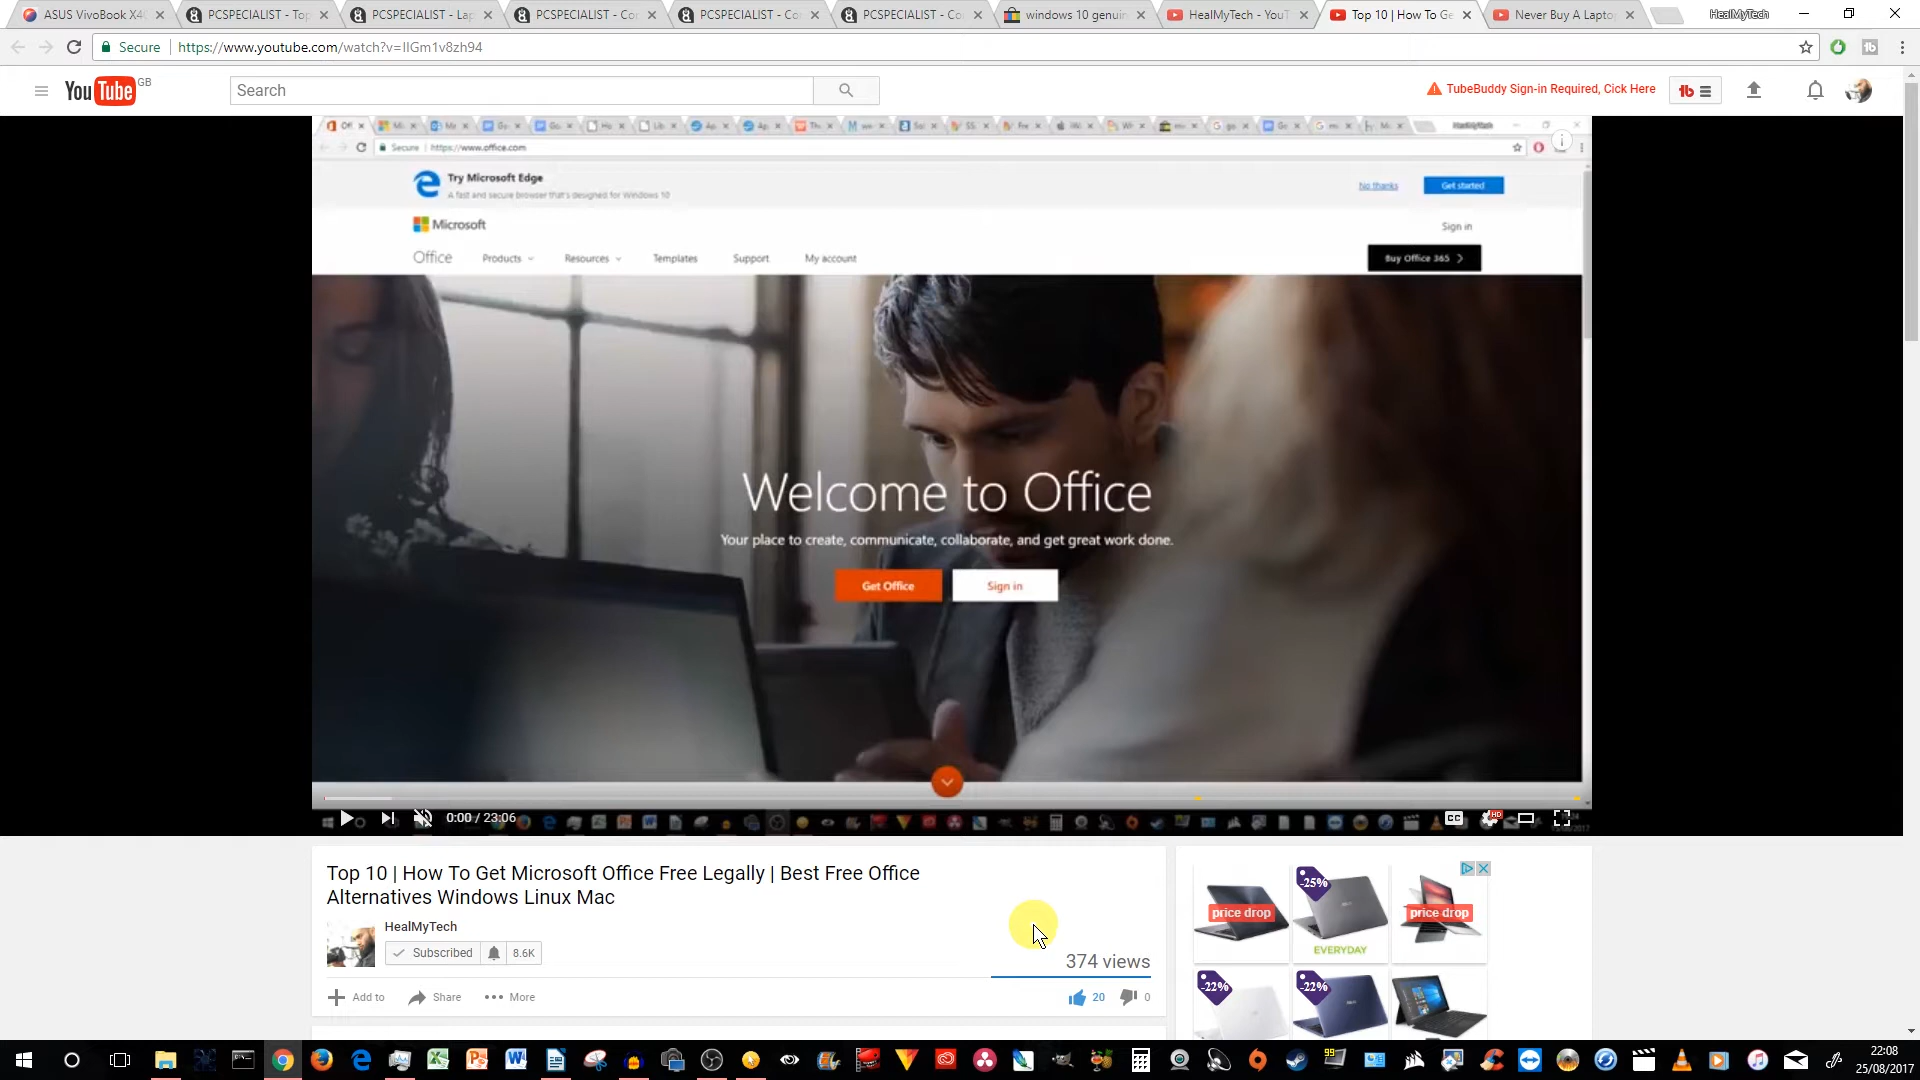 ASUS VivoBook X4
PCSPECIALIST - Top
PCSPECIALIST - Lap
PCSPECIALIST - Co
PCSPECIALIST - Co
PCSPECIALIST - Co
windows 10 genuin
HealMyTech - YouT
Top 10 | How To Ge
Never Buy A Lapto
HealMyTech
Secure
https://www.youtube.com/watch?v=IIGm1v8zh94
YouTube GB
Search
TubeBuddy Sign-in Required, Cick Here
Secure https://www.office.com
Try Microsoft Edge
A fast and secure browser that's designed for Windows 10
No thanks
Get started
Microsoft
Sign in
Office
Products
Resources
Templates
Support
My account
Buy Office 365
Welcome to Office
Your place to create, communicate, collaborate, and get great work done.
Get Office
Sign in
0:00 / 23:06
CC
HD
Top 10 | How To Get Microsoft Office Free Legally | Best Free Office
Alternatives Windows Linux Mac
HealMyTech
Subscribed
8.6K
374 views
Add to
Share
More
20
0
price drop
-25%
EVERYDAY
price drop
-22%
-22%
22:08
25/08/2017